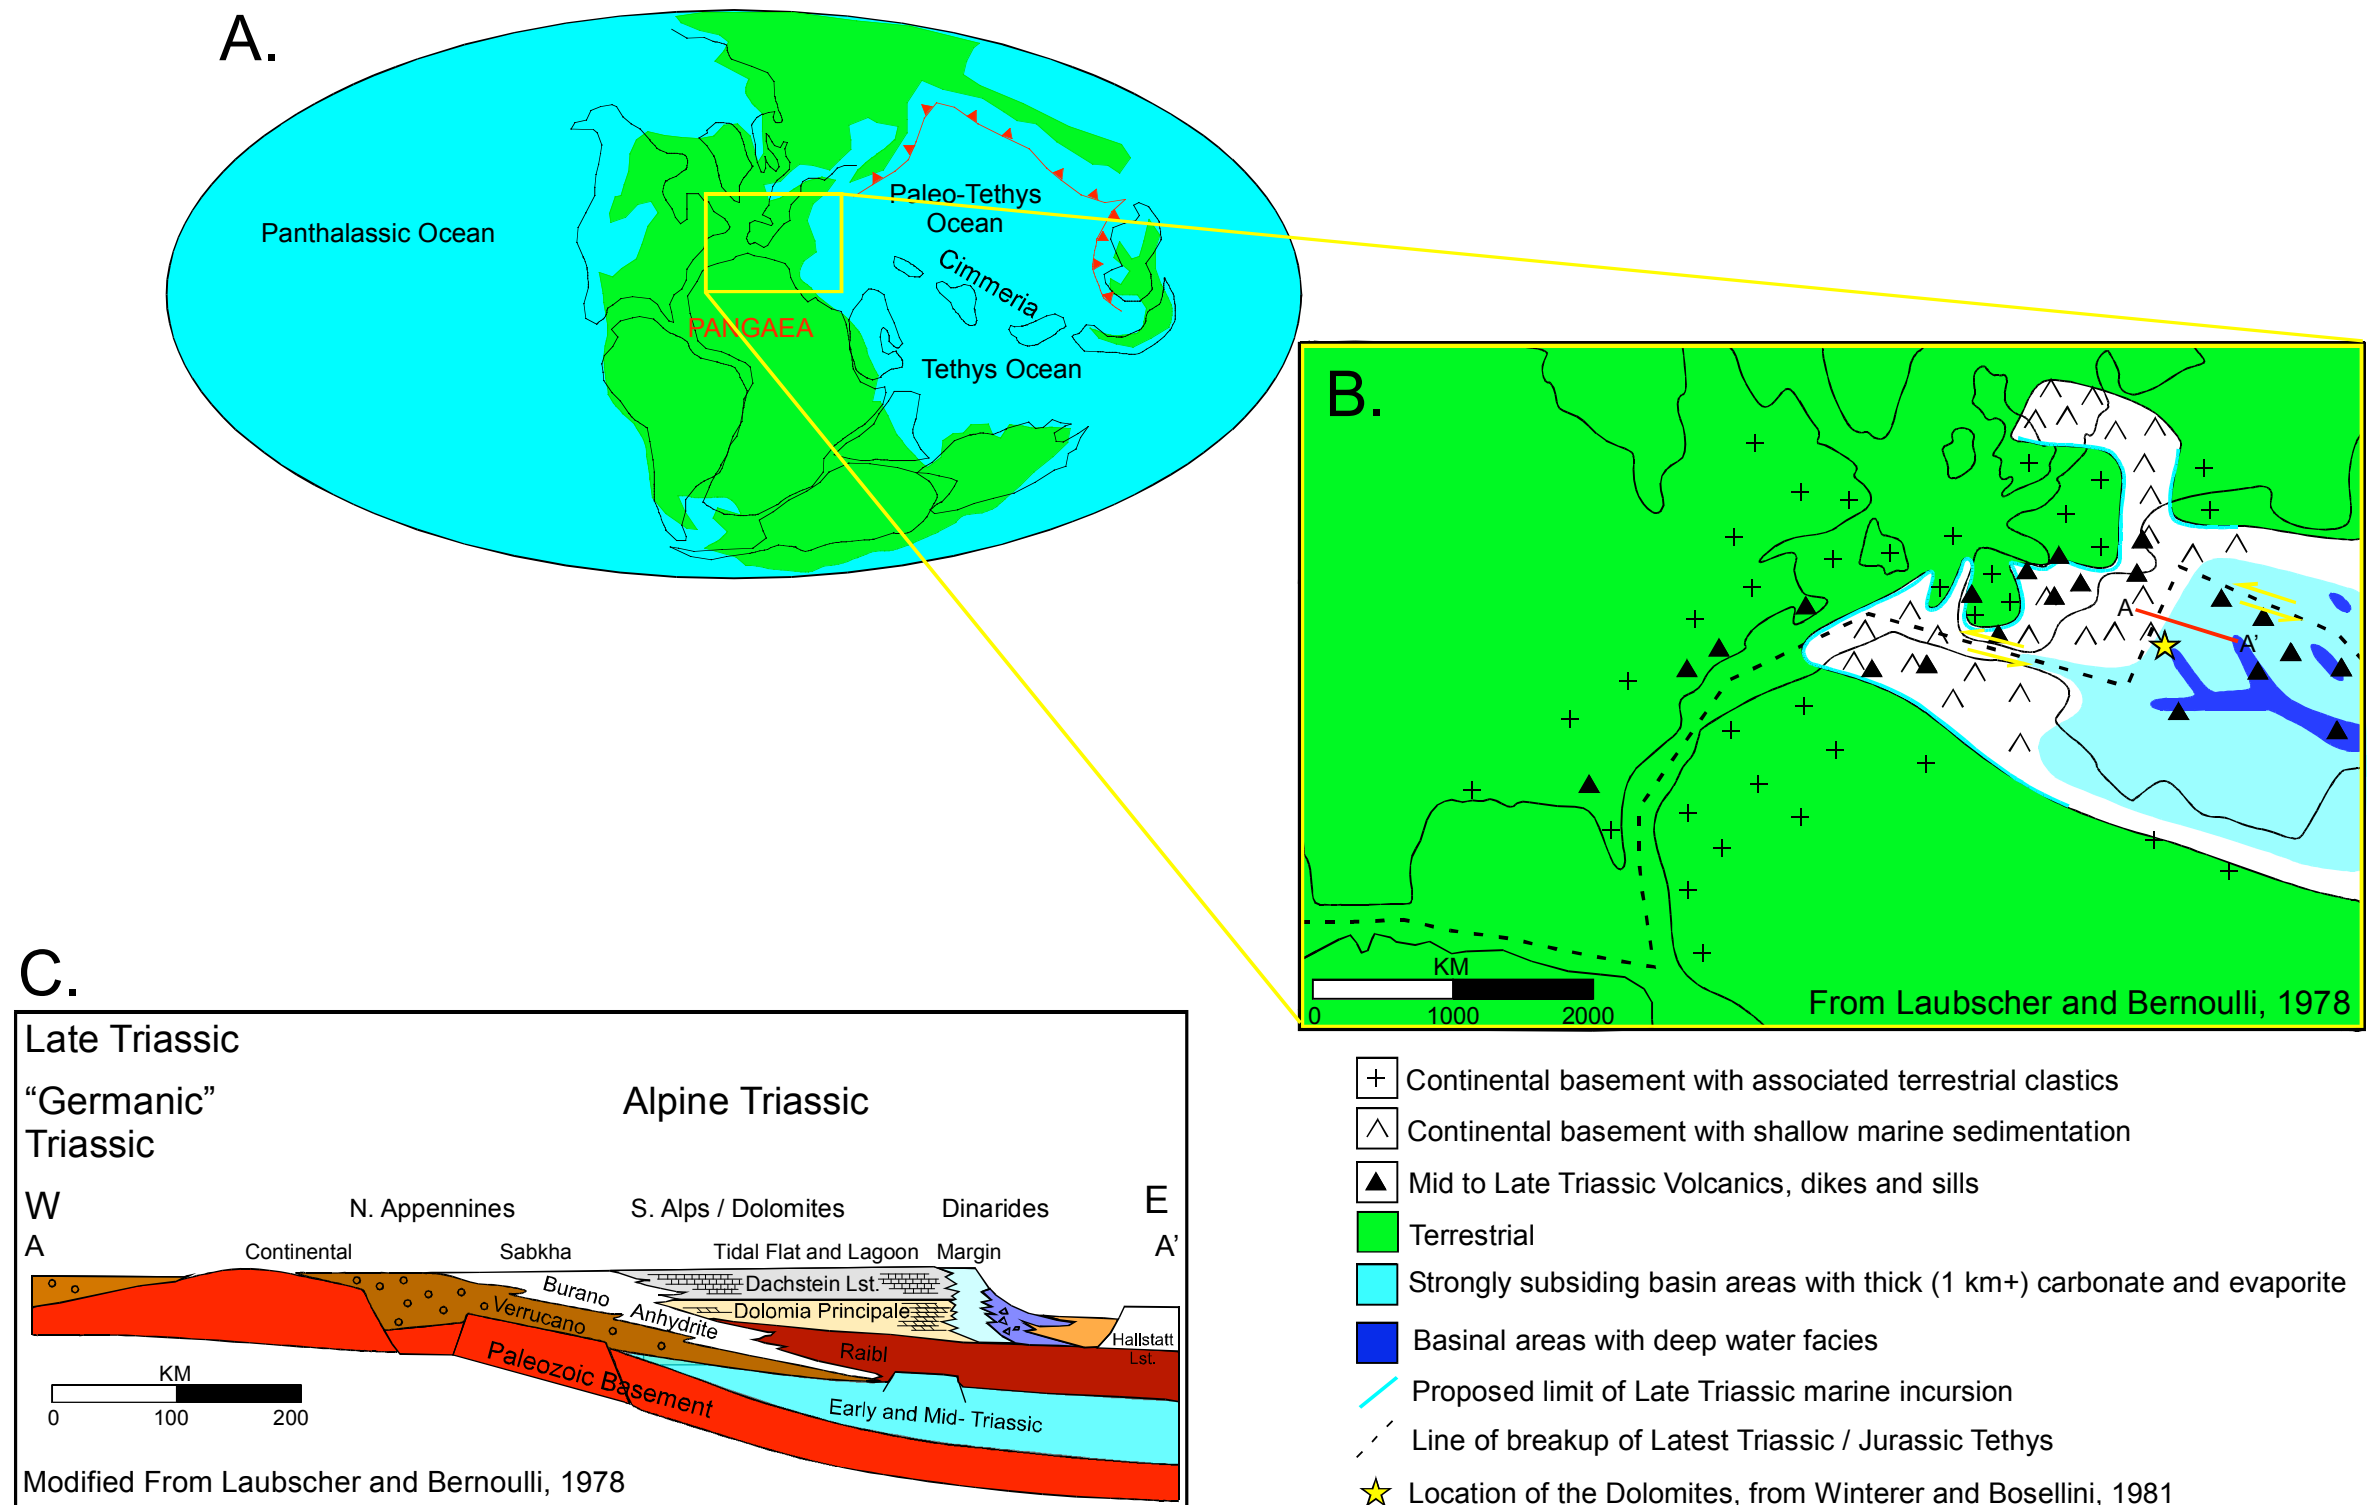 A.
Panthalassic Ocean
Paleo-Tethys
Ocean
Cimmeria
PANGAEA
Tethys Ocean
B.
A
A'
KM
0 1000 2000
From Laubscher and Bernoulli, 1978
C.
Late Triassic
“Germanic”
Triassic
Alpine Triassic
W
E
N. Appennines
S. Alps / Dolomites
Dinarides
A
A'
Continental
Sabkha
Tidal Flat and Lagoon
Margin
Burano
Anhydrite
Dachstein Lst.
Verrucano
Dolomia Principale
Raibl
Hallstatt
Lst.
Paleozoic Basement
Early and Mid- Triassic
KM
0 100 200
Modified From Laubscher and Bernoulli, 1978
Continental basement with associated terrestrial clastics
Continental basement with shallow marine sedimentation
Mid to Late Triassic Volcanics, dikes and sills
Terrestrial
Strongly subsiding basin areas with thick (1 km+) carbonate and evaporite
Basinal areas with deep water facies
Proposed limit of Late Triassic marine incursion
Line of breakup of Latest Triassic / Jurassic Tethys
Location of the Dolomites, from Winterer and Bosellini, 1981